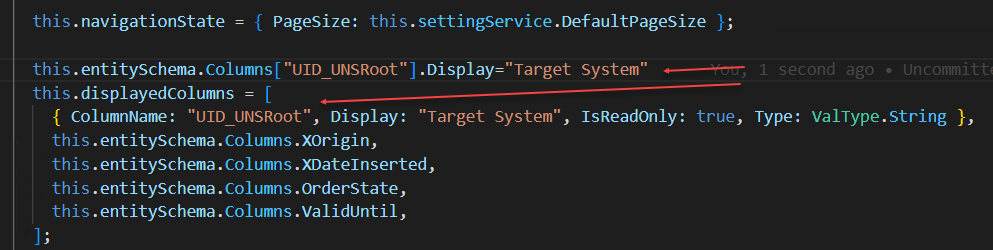 this.navigationState = { PageSize: this.settingService.DefaultPageSize };
this.entitySchema.Columns["UID_UNSRoot"].Display="Target System" You, 1 second ago • Uncommitte
this.displayedColumns = [
{ ColumnName: "UID_UNSRoot", Display: "Target System", IsReadOnly: true, Type: ValType.String },
this.entitySchema.Columns.XOrigin,
this.entitySchema.Columns.XDateInserted,
this.entitySchema.Columns.OrderState,
this.entitySchema.Columns.ValidUntil,
];